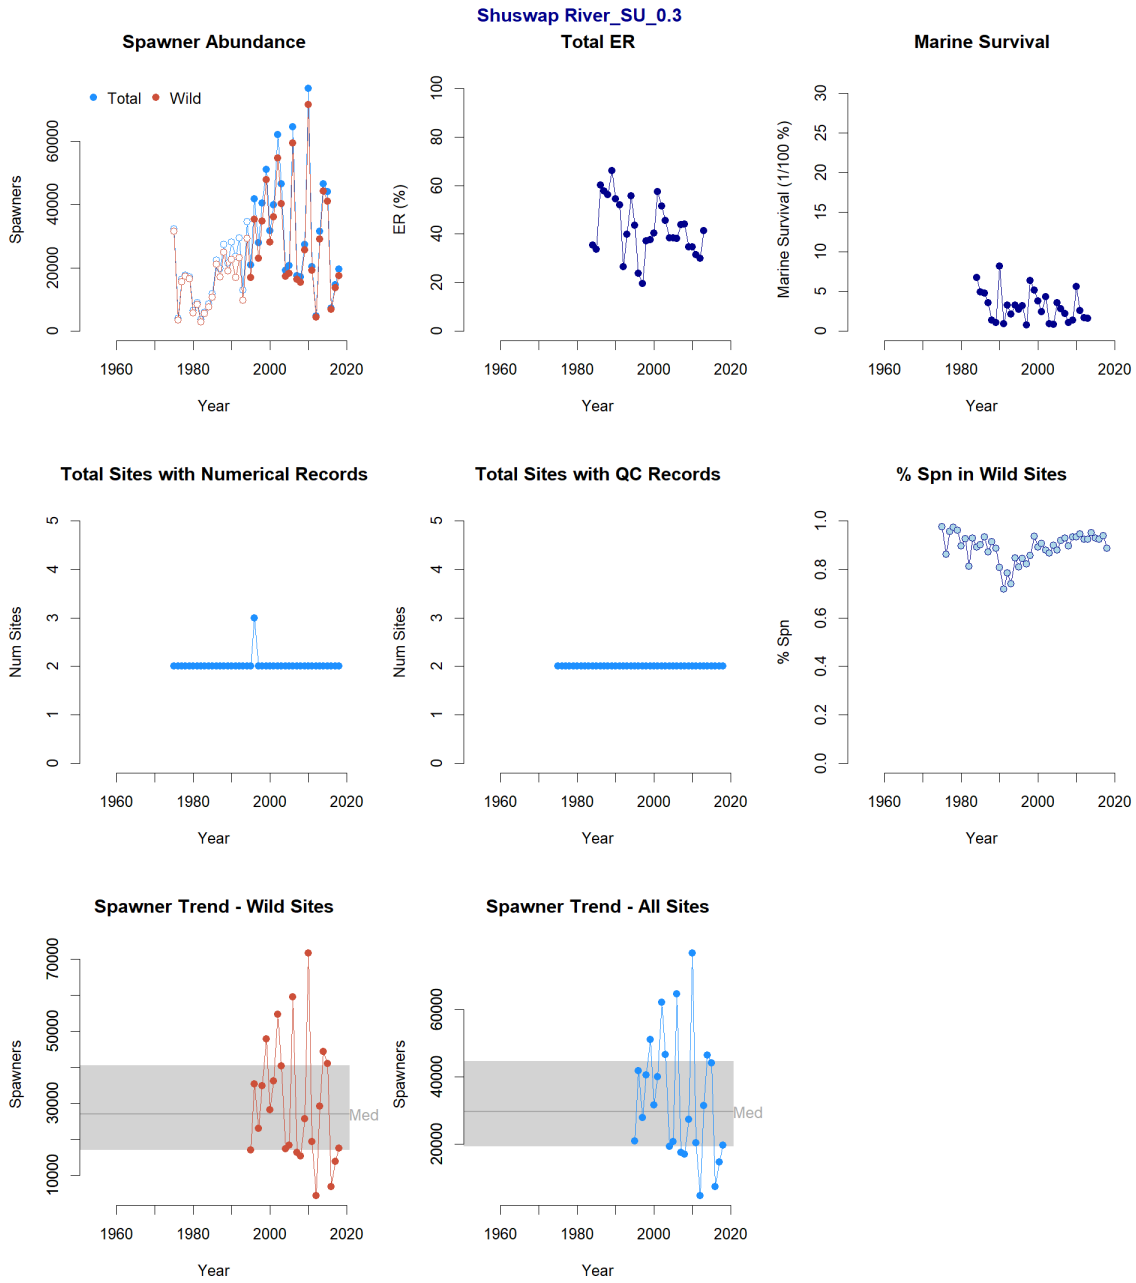 Shuswap River_SU_0.3
Spawner Abundance
Total ER
Marine Survival
Total
Wild
Spawners
0
20000
40000
60000
1960
1980
2000
2020
Year
ER (%)
0
20
40
60
80
100
1960
1980
2000
2020
Year
Marine Survival (1/100 %)
0
5
10
15
20
25
30
1960
1980
2000
2020
Year
Total Sites with Numerical Records
Total Sites with QC Records
% Spn in Wild Sites
Num Sites
0
1
2
3
4
5
1960
1980
2000
2020
Year
Num Sites
0
1
2
3
4
5
1960
1980
2000
2020
Year
% Spn
0.0
0.2
0.4
0.6
0.8
1.0
1960
1980
2000
2020
Year
Spawner Trend - Wild Sites
Spawner Trend - All Sites
Spawners
10000
30000
50000
70000
Med
1960
1980
2000
2020
Year
Spawners
20000
40000
60000
Med
1960
1980
2000
2020
Year